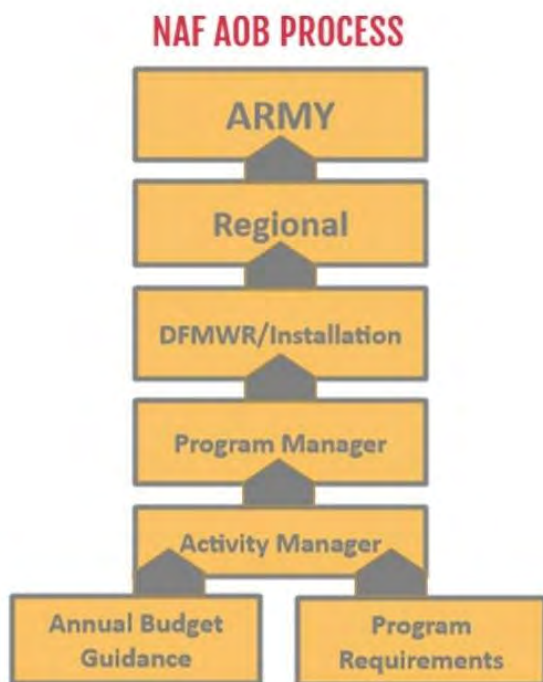 NAF AOB PROCESS
ARMY
Regional
DFMWR/Installation
Program Manager
Activity Manager
Annual Budget
Guidance
Program
Requirements